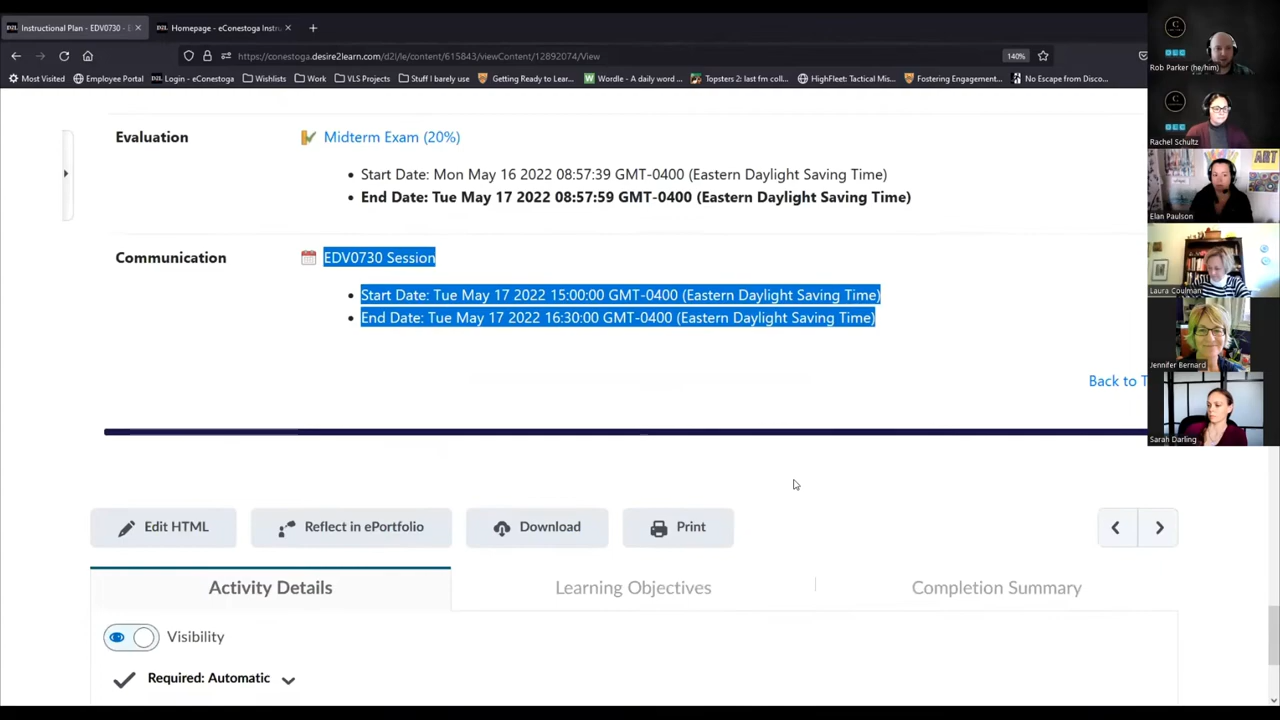 Instructional Plan - EDV0730 -
Homepage - eConestoga Instru
https://conestoga.desire2learn.com/d2l/le/content/615843/viewContent/12892074/View
140%
Most Visited Employee Portal Login - eConestoga Wishlists Work VLS Projects Stuff I barely use Getting Ready to Lear... Wordle - A daily word ... Topsters 2: last fm coll... HighFleet: Tactical Mis... Fostering Engagement... No Escape from Disco...
Evaluation
Midterm Exam (20%)
Start Date: Mon May 16 2022 08:57:39 GMT-0400 (Eastern Daylight Saving Time)
End Date: Tue May 17 2022 08:57:59 GMT-0400 (Eastern Daylight Saving Time)
Communication
EDV0730 Session
Start Date: Tue May 17 2022 15:00:00 GMT-0400 (Eastern Daylight Saving Time)
End Date: Tue May 17 2022 16:30:00 GMT-0400 (Eastern Daylight Saving Time)
Back to T
Edit HTML
Reflect in ePortfolio
Download
Print
Activity Details
Learning Objectives
Completion Summary
Visibility
Required: Automatic
Rob Parker (he/him)
Rachel Schultz
ART
Elan Paulson
Laura Coulman
Jennifer Bernard
Sarah Darling